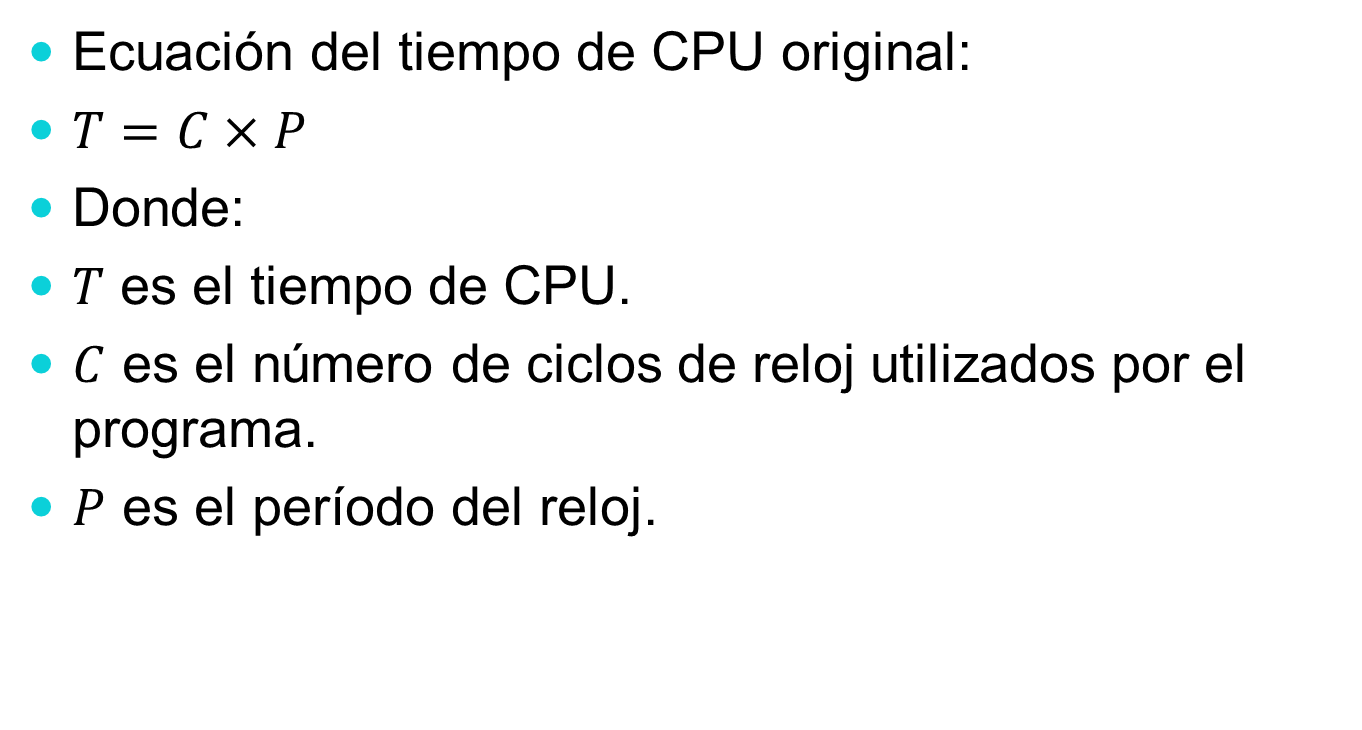 • Ecuación del tiempo de CPU original:
• T = C × P
• Donde:
• T es el tiempo de CPU.
• C es el número de ciclos de reloj utilizados por el
programa.
• P es el período del reloj.